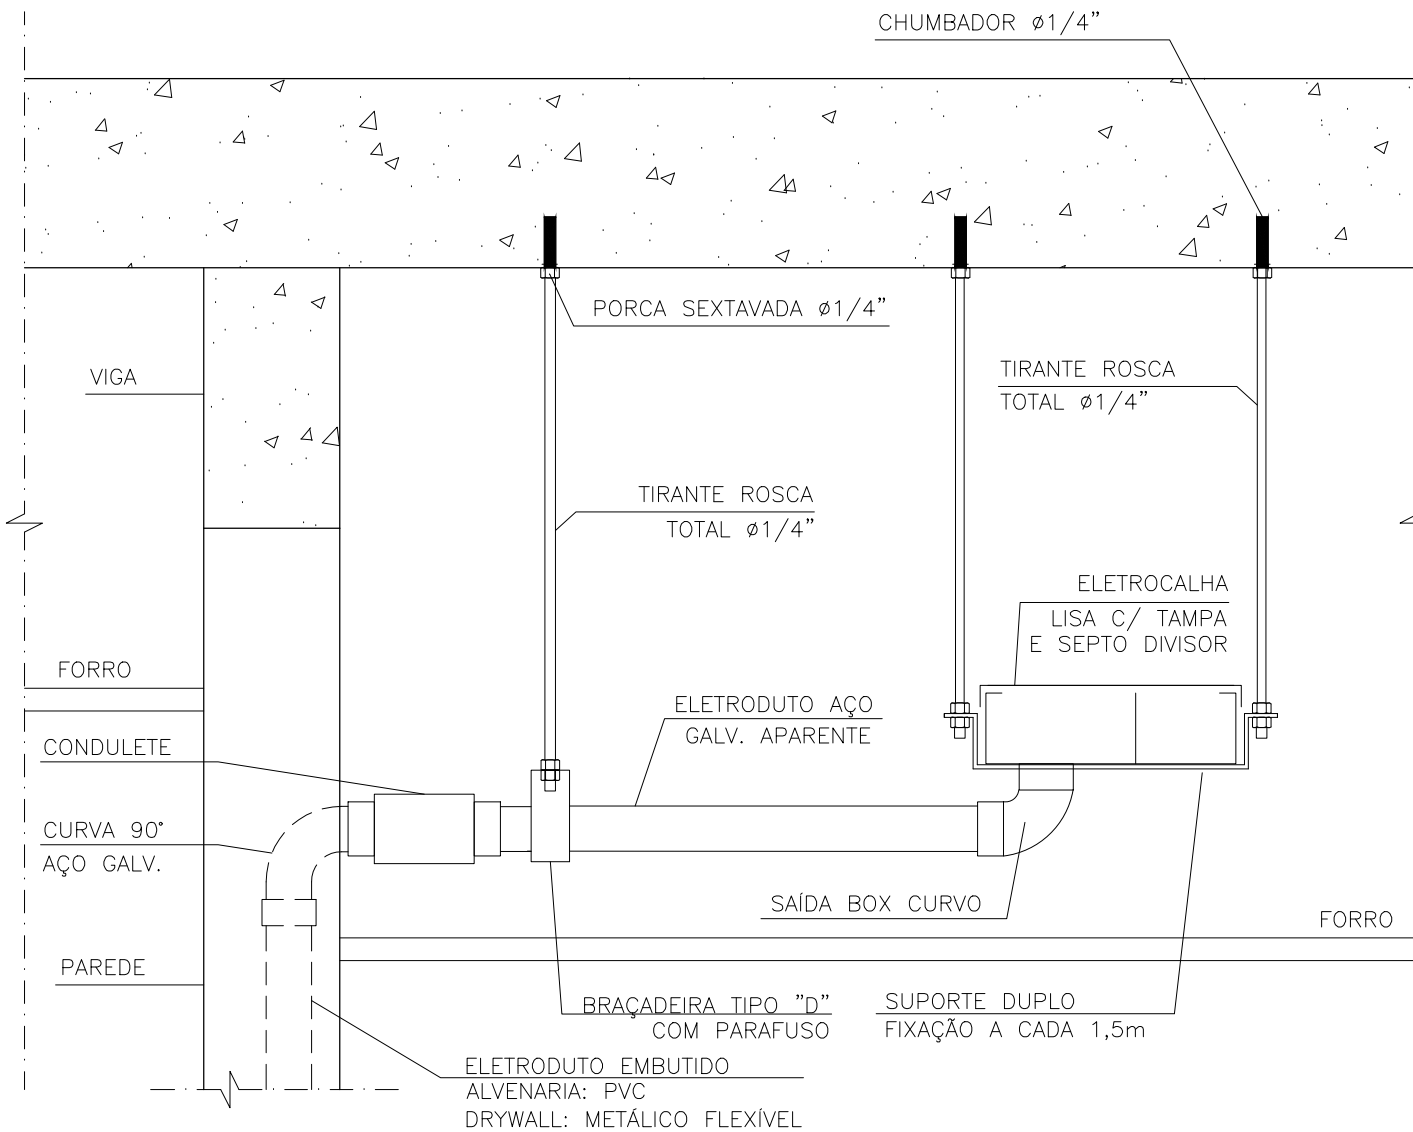 CHUMBADOR ø1/4”
PORCA SEXTAVADA ø1/4”
VIGA
TIRANTE ROSCA
TOTAL ø1/4”
TIRANTE ROSCA
TOTAL ø1/4”
ELETROCALHA
LISA C/ TAMPA
E SEPTO DIVISOR
FORRO
ELETRODUTO AÇO
GALV. APARENTE
CONDULETE
CURVA 90°
AÇO GALV.
SAÍDA BOX CURVO
FORRO
PAREDE
BRAÇADEIRA TIPO ”D”
COM PARAFUSO
SUPORTE DUPLO
FIXAÇÃO A CADA 1,5m
ELETRODUTO EMBUTIDO
ALVENARIA: PVC
DRYWALL: METÁLICO FLEXÍVEL